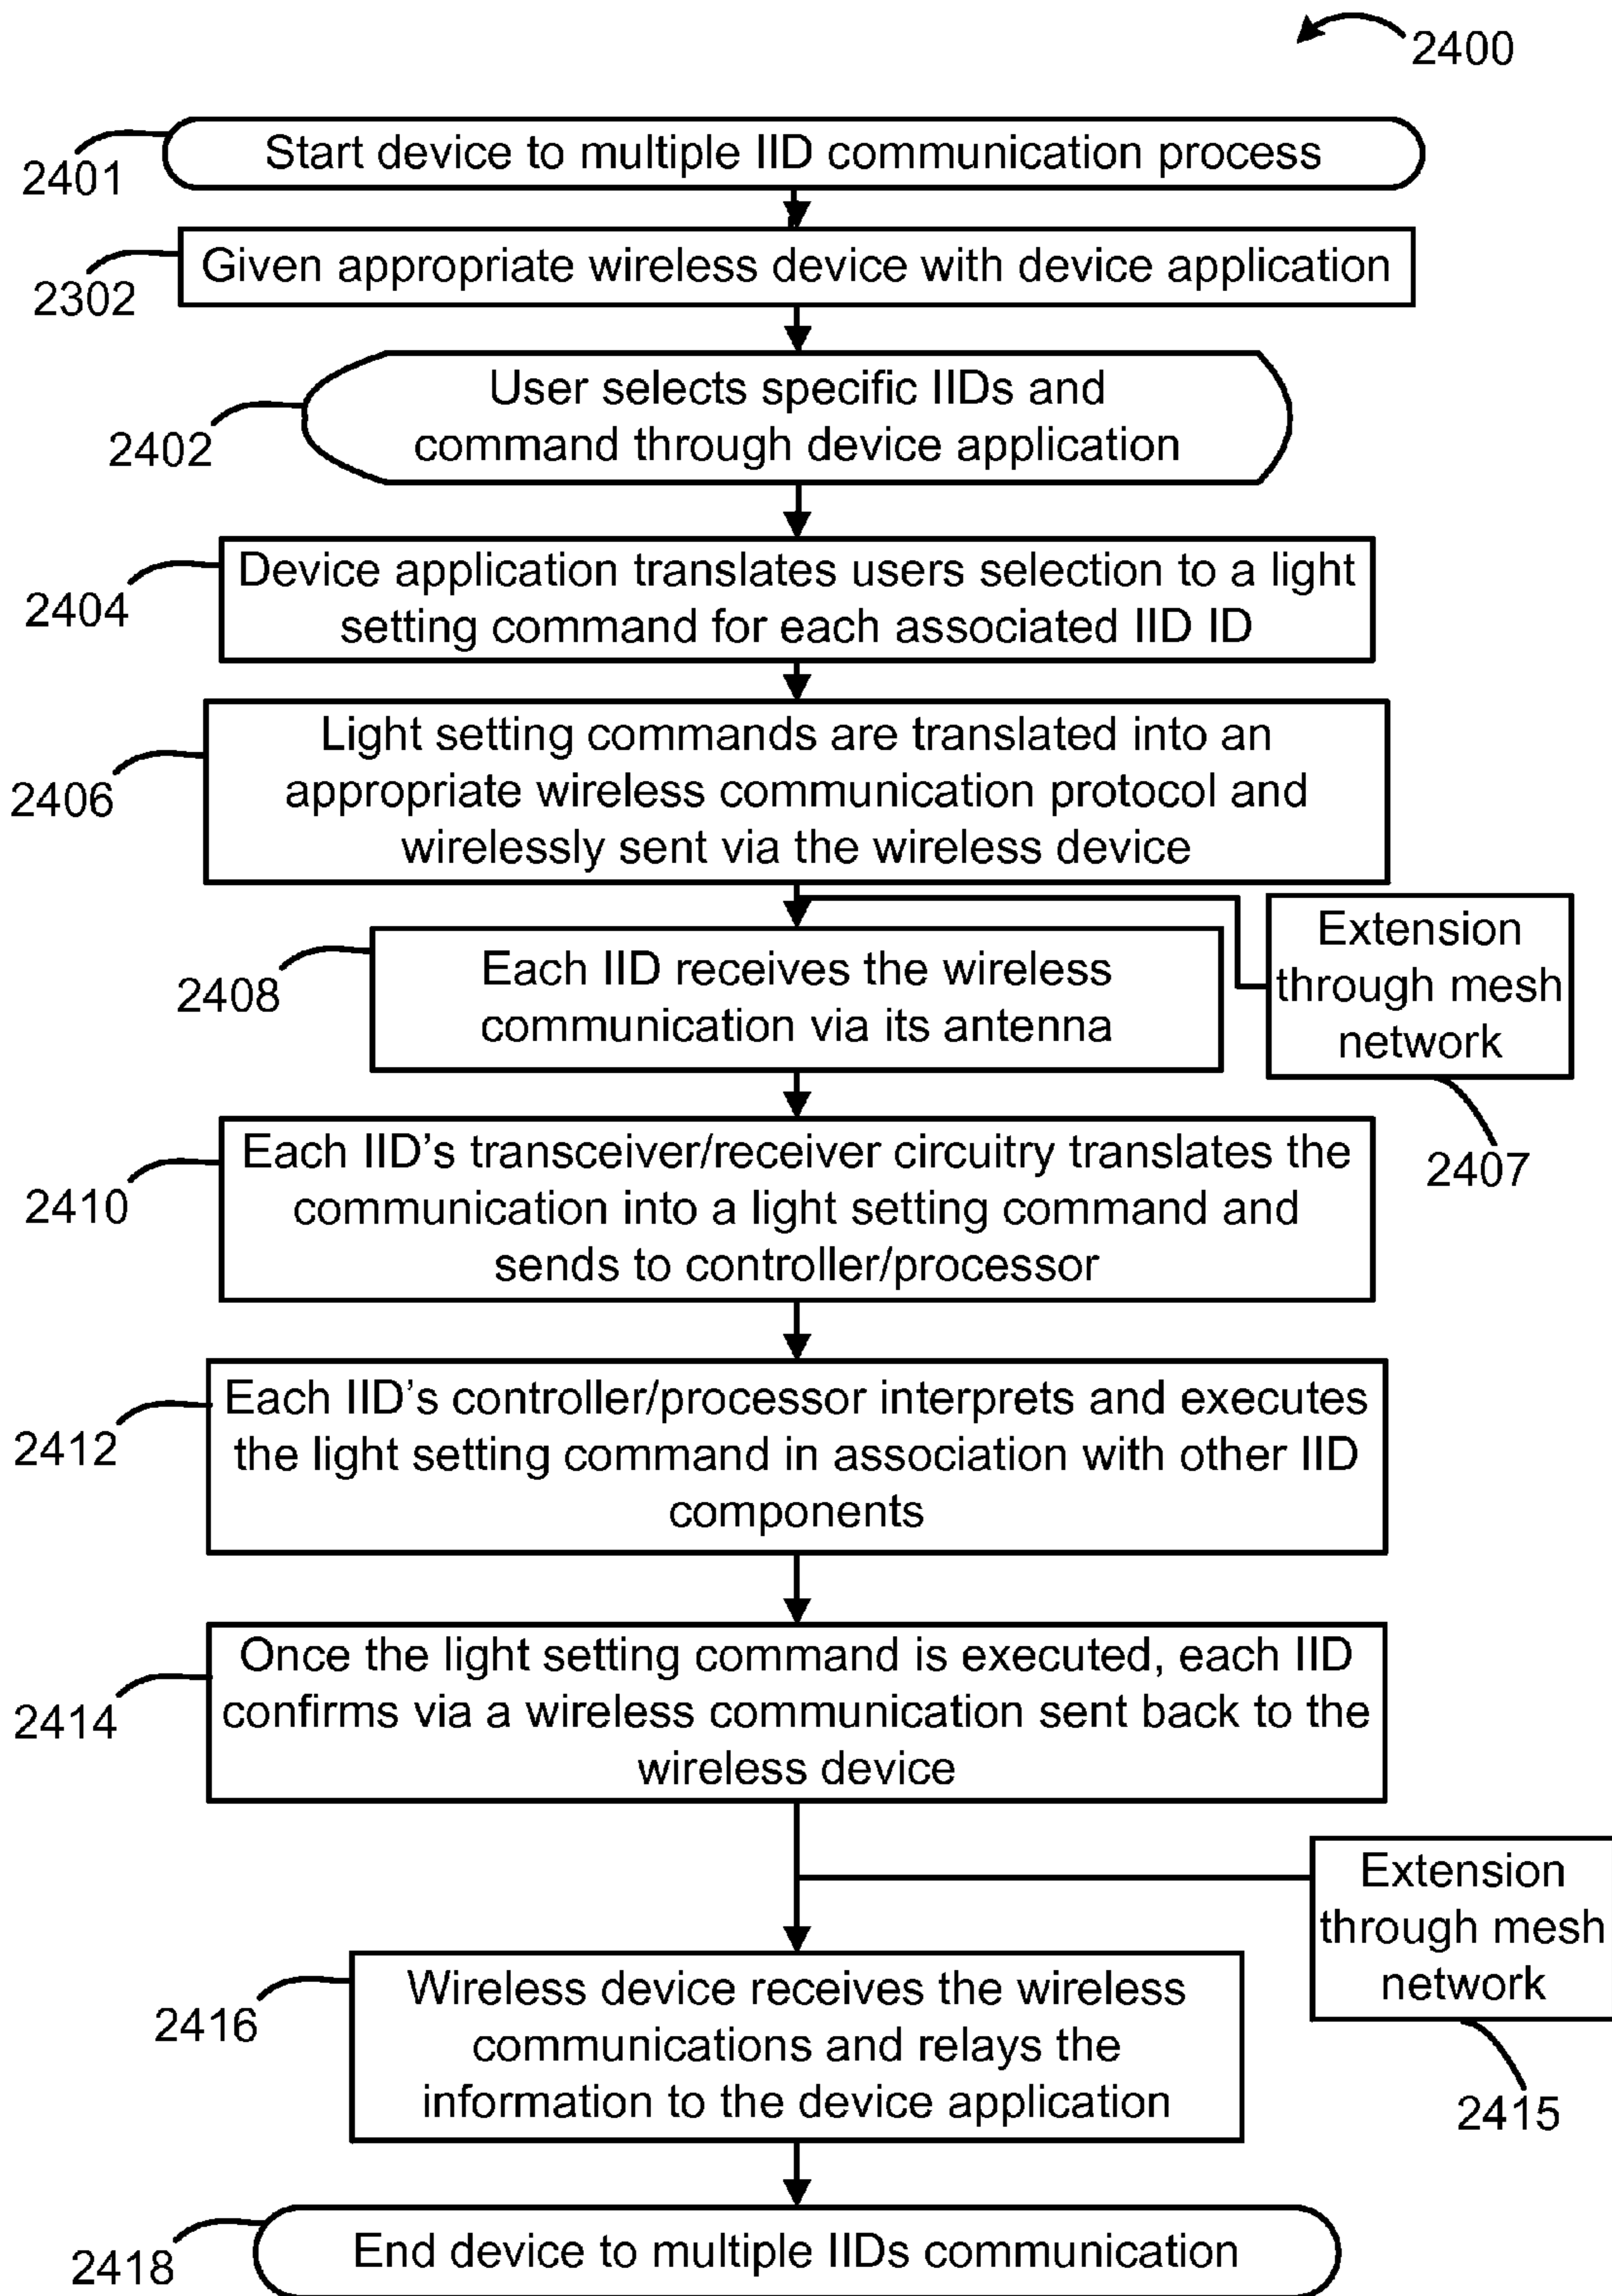 2400
2401
Start device to multiple IID communication process
2302
Given appropriate wireless device with device application
2402
User selects specific IIDs and
command through device application
2404
Device application translates users selection to a light
setting command for each associated IID ID
2406
Light setting commands are translated into an
appropriate wireless communication protocol and
wirelessly sent via the wireless device
Extension
through mesh
network
2407
2408
Each IID receives the wireless
communication via its antenna
2410
Each IID’s transceiver/receiver circuitry translates the
communication into a light setting command and
sends to controller/processor
2412
Each IID’s controller/processor interprets and executes
the light setting command in association with other IID
components
2414
Once the light setting command is executed, each IID
confirms via a wireless communication sent back to the
wireless device
Extension
through mesh
network
2415
2416
Wireless device receives the wireless
communications and relays the
information to the device application
2418
End device to multiple IIDs communication